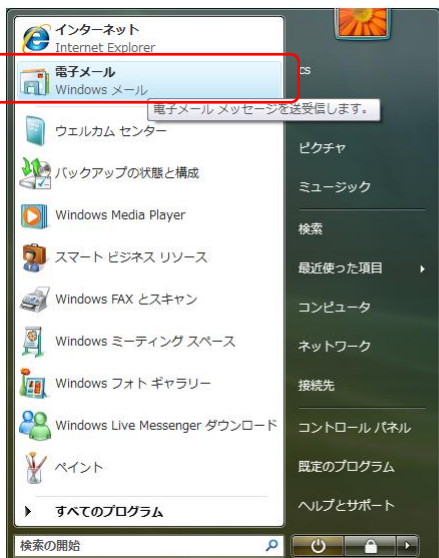 インターネット
Internet Explorer
電子メール
Windows メール
電子メール メッセージを送受信します。
ウェルカム センター
バックアップの状態と構成
Windows Media Player
スマート ビジネス リソース
Windows FAX とスキャン
Windows ミーティング スペース
Windows フォト ギャラリー
Windows Live Messenger ダウンロード
ペイント
すべてのプログラム
検索の開始
cs
ピクチャ
ミュージック
検索
最近使った項目
コンピュータ
ネットワーク
接続先
コントロール パネル
既定のプログラム
ヘルプとサポート